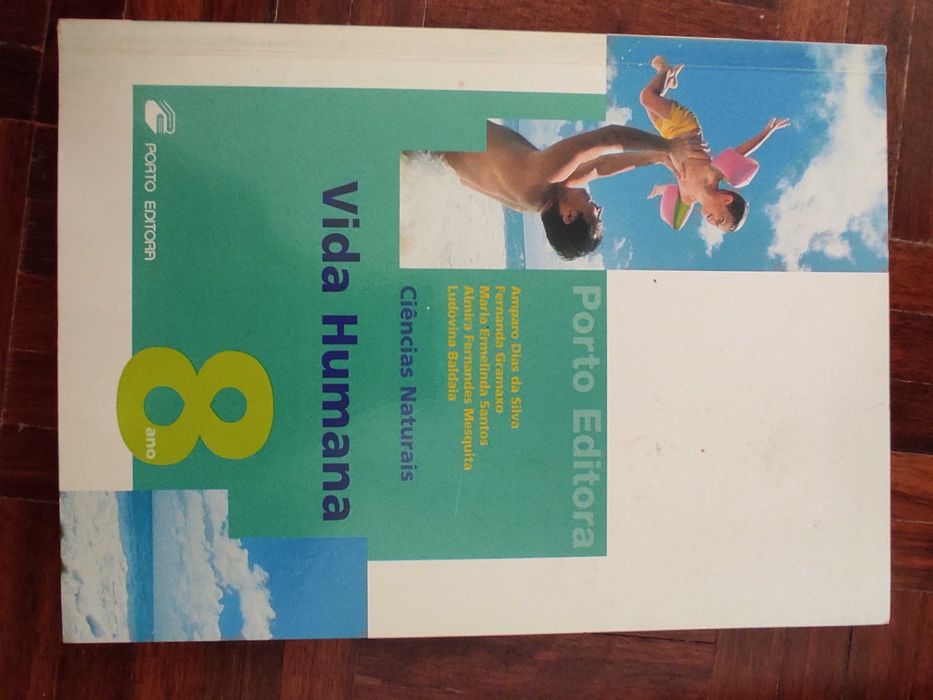 Porto Editora
Amparo Dias da Silva
Fernanda Gramaxo
Maria Ermelinda Santos
Almira Fernandes Mesquita
Ludovina Baldaia
Ciências Naturais
Vida Humana
8
ano
PORTO EDITORA